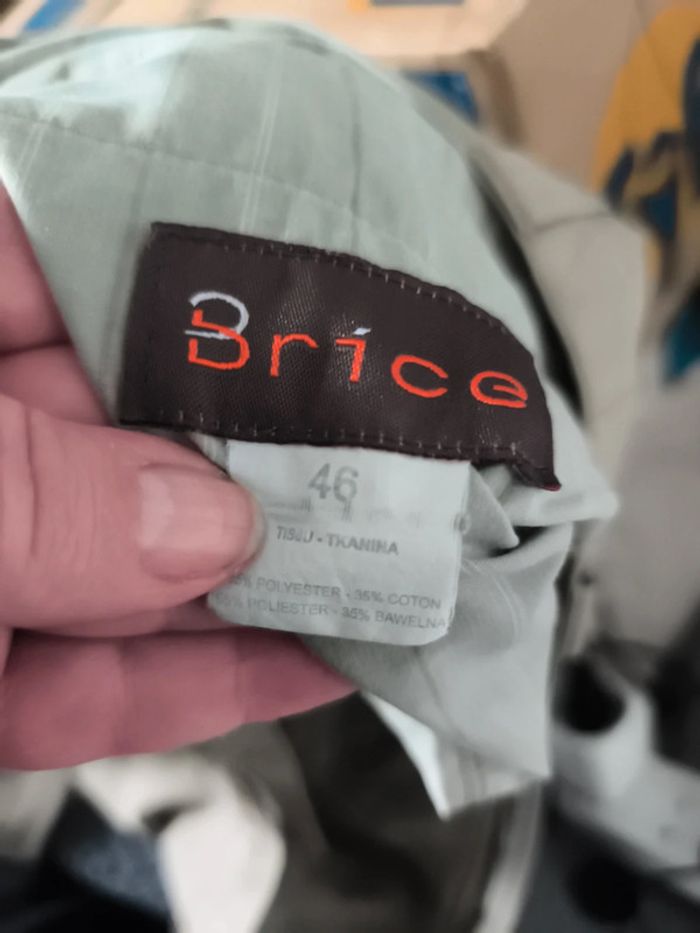 Brice
46
TISSU - TKANINA
POLYESTER - 35% COTON
POLIESTER - 35% BAWELNA